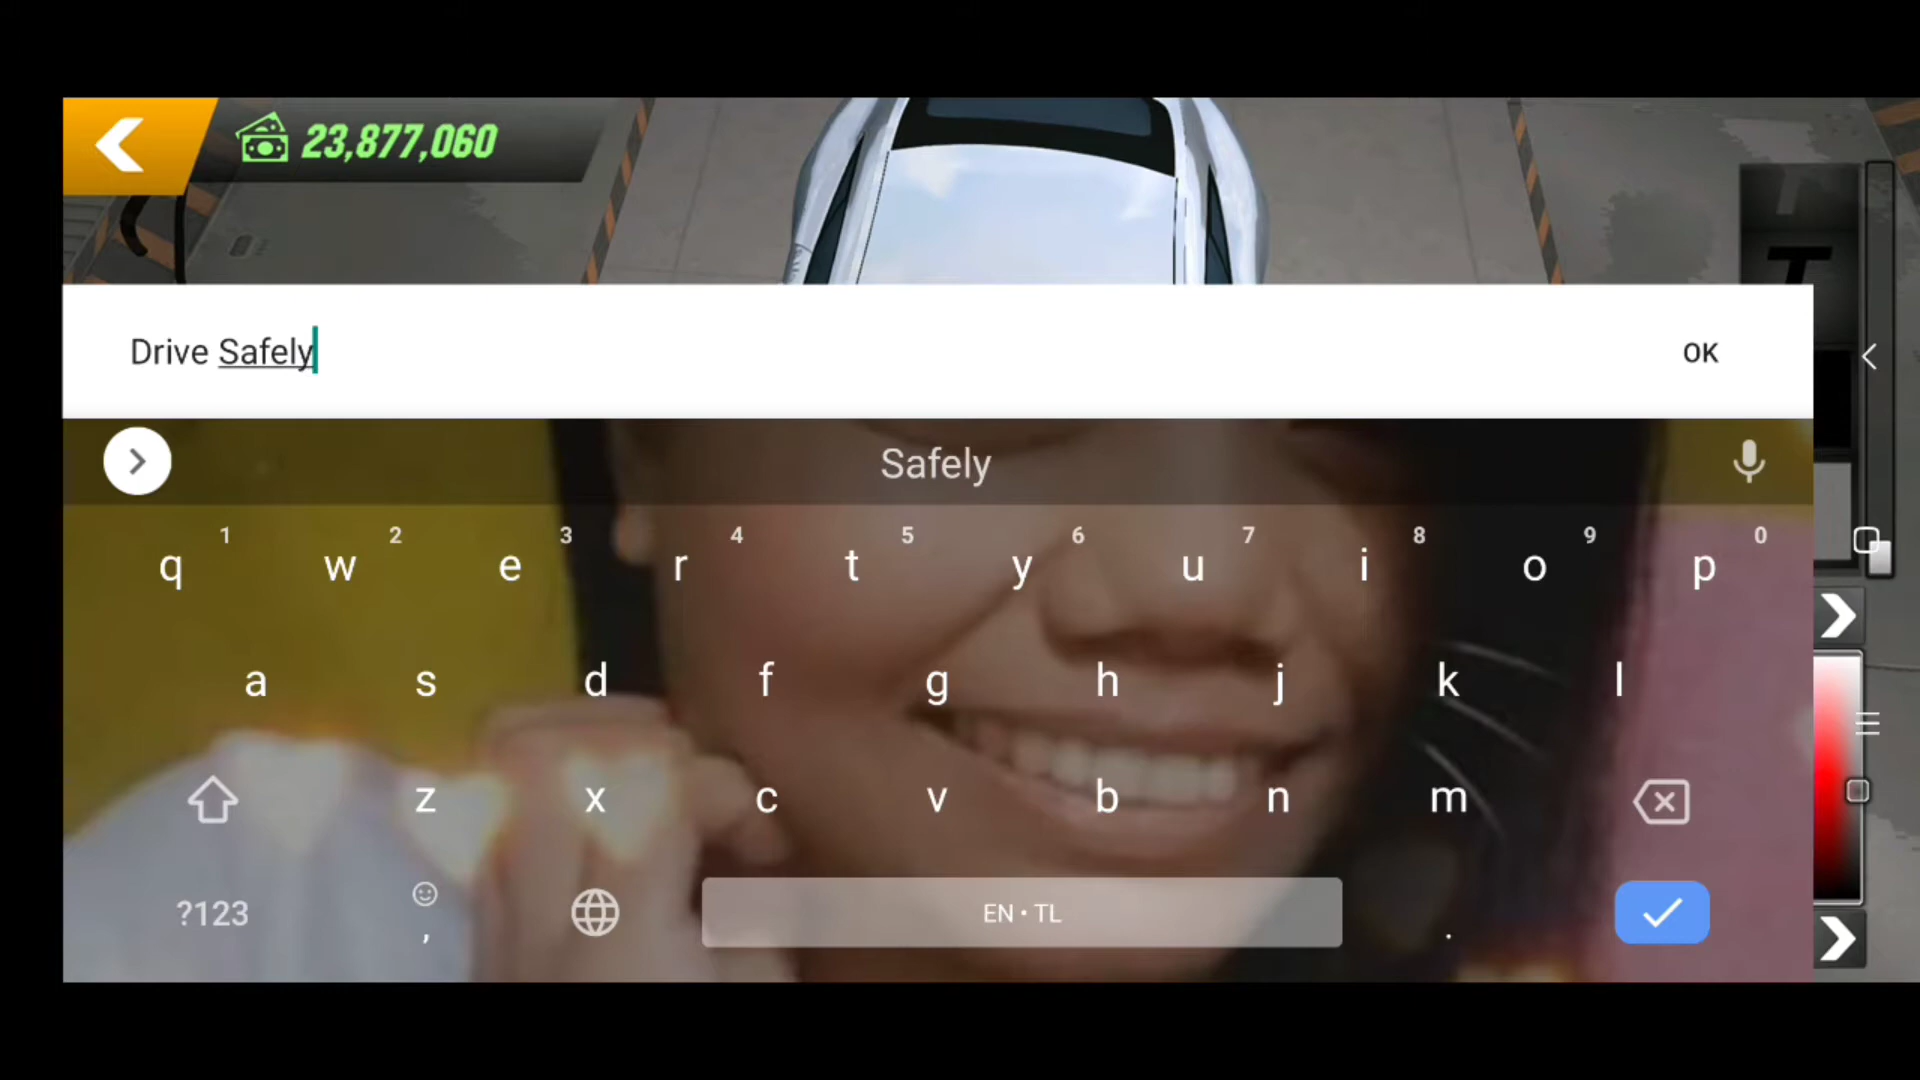 23,877,060
T
Drive Safely
OK
Safely
1 2 3 4 5 6 7 8 9 0
q w e r t y u i o p
a s d f g h j k l
z x c v b n m
?123 , EN • TL .